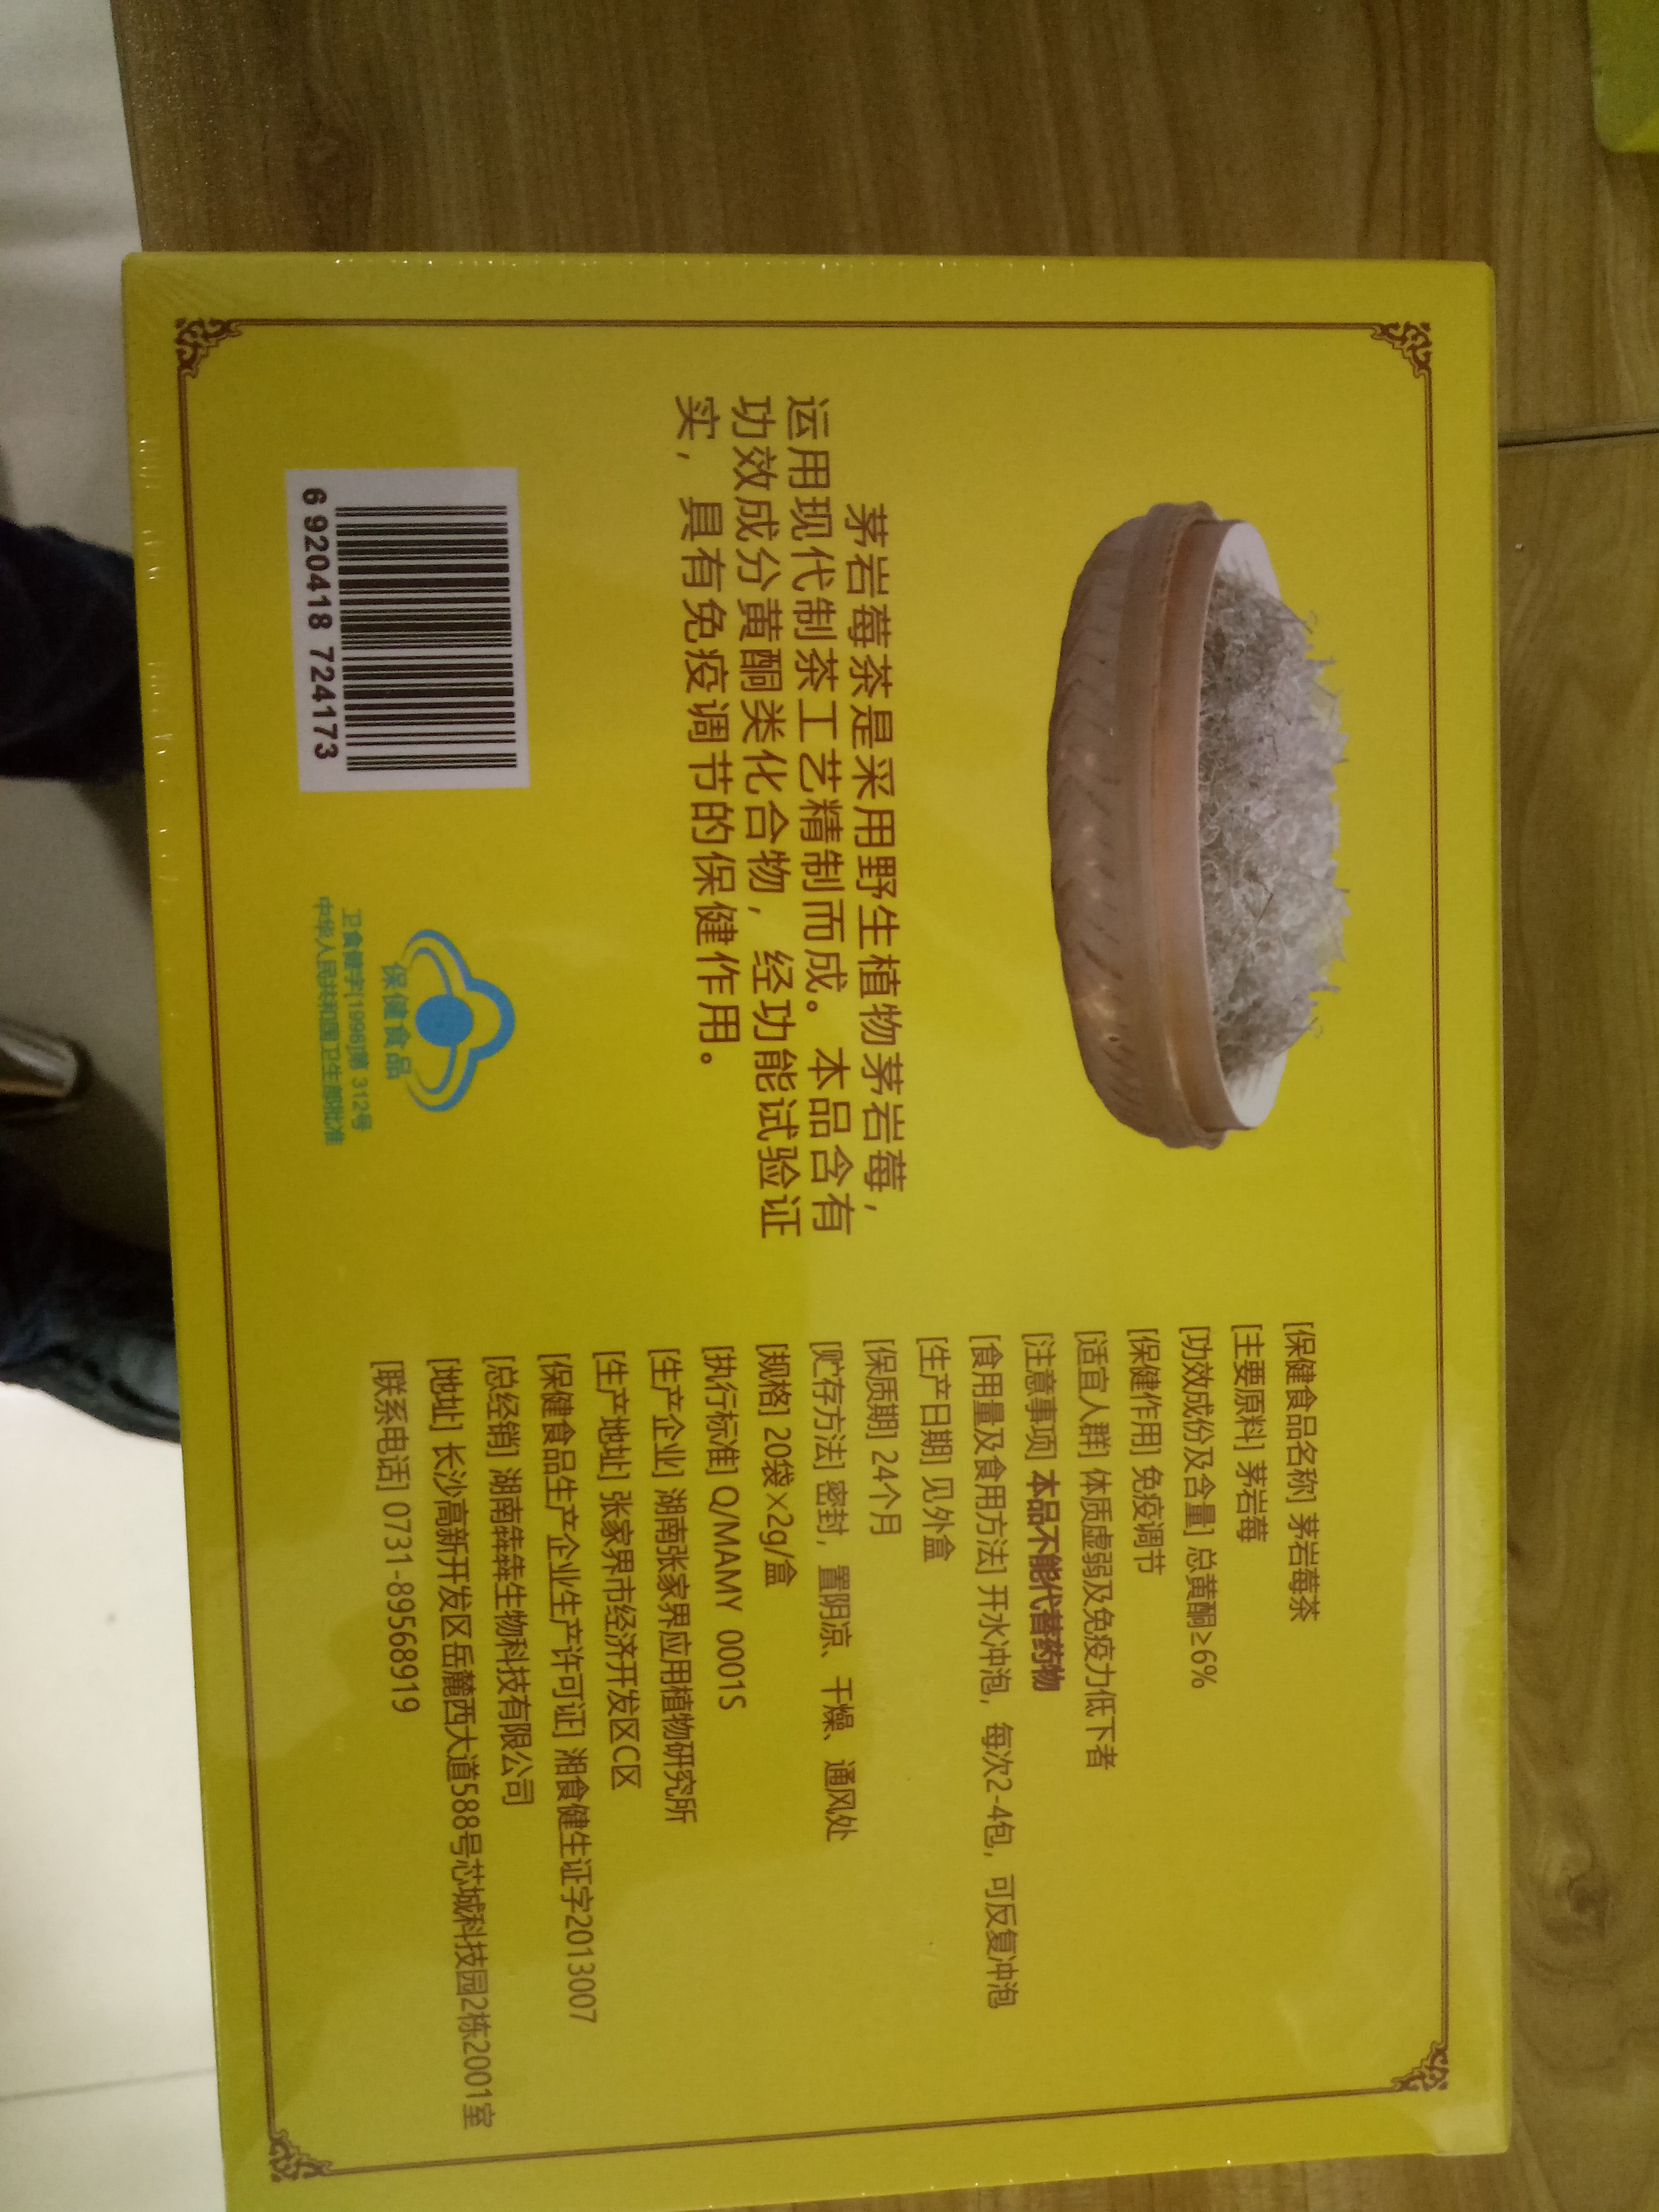 茅岩莓茶是采用野生植物茅岩莓，
运用现代制茶工艺精制而成。本品含有
功效成分黄酮类化合物，经功能试验证
实，具有免疫调节的保健作用。
6 920418 724173
保健食品
卫食健字[1996]第 312号
中华人民共和国卫生部批准
[保健食品名称] 茅岩莓茶
[主要原料] 茅岩莓
[功效成份及含量] 总黄酮≥6%
[保健作用] 免疫调节
[适宜人群] 体质虚弱及免疫力低下者
[注意事项] 本品不能代替药物
[食用量及食用方法] 开水冲泡，每次2-4包，可反复冲泡
[生产日期] 见外盒
[保质期] 24个月
[贮存方法] 密封，置阴凉、干燥、通风处
[规格] 20袋×2g/盒
[执行标准] Q/MAMY 0001S
[生产企业] 湖南张家界应用植物研究所
[生产地址] 张家界市经济开发区C区
[保健食品生产企业生产许可证] 湘食健生证字2013007
[总经销] 湖南犇犇生物科技有限公司
[地址] 长沙高新开发区岳麓西大道588号芯城科技园2栋2001室
[联系电话] 0731-89568919